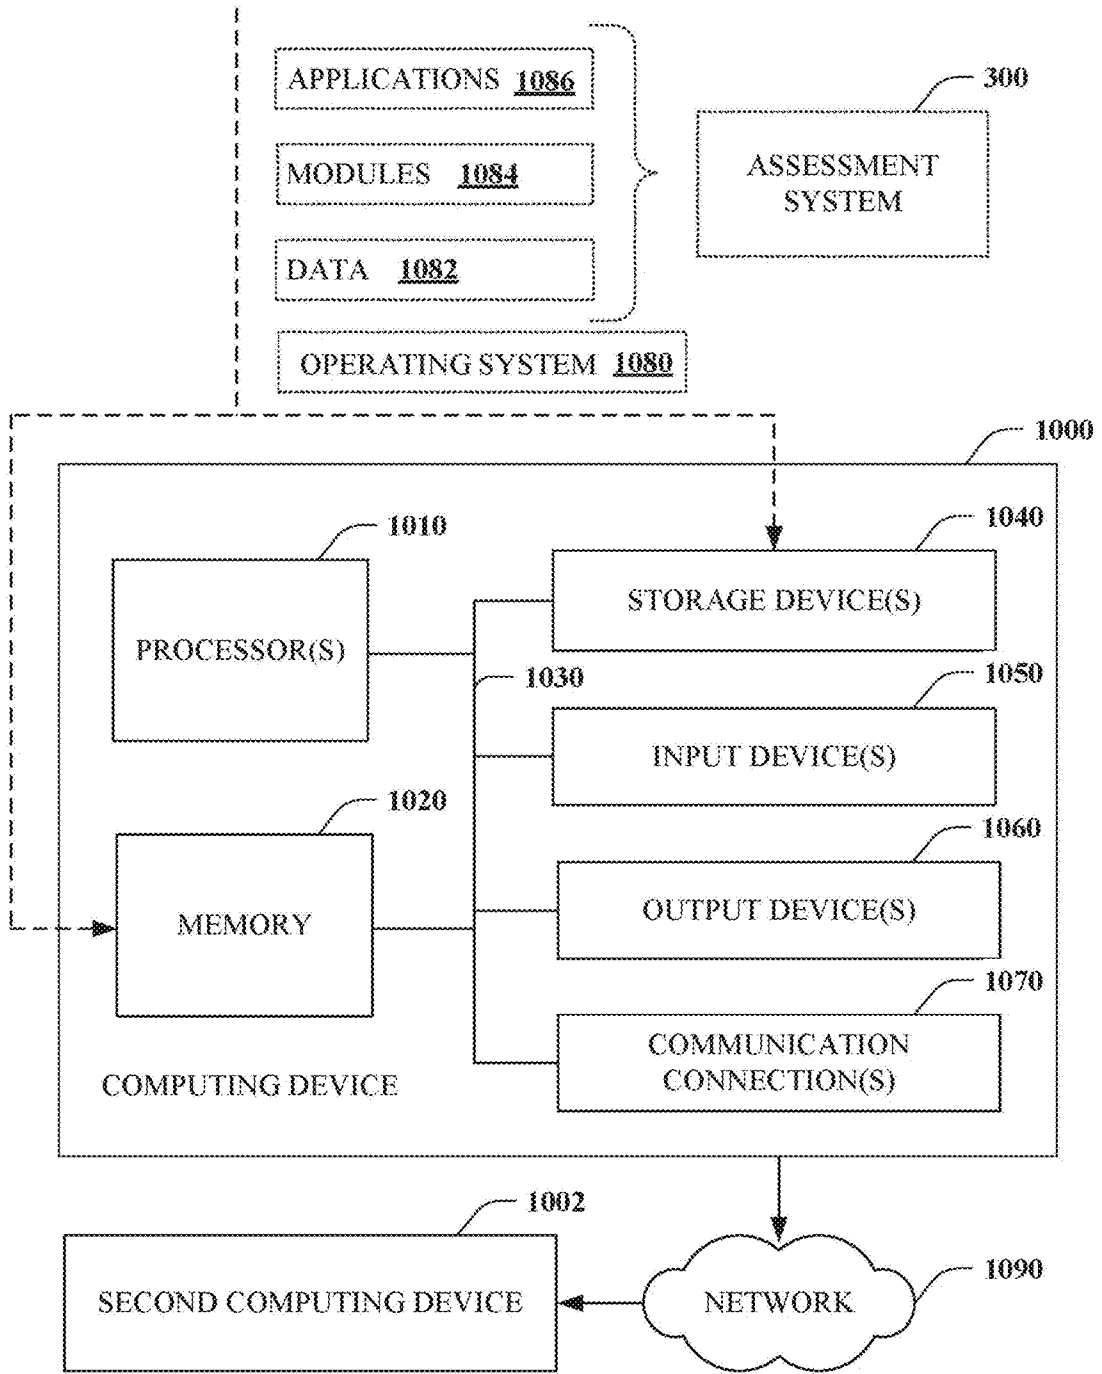 APPLICATIONS 1086
300
ASSESSMENT
SYSTEM
MODULES 1084
DATA 1082
OPERATING SYSTEM 1080
1000
1010
1040
PROCESSOR(S)
STORAGE DEVICE(S)
1030
1050
INPUT DEVICE(S)
1020
1060
MEMORY
OUTPUT DEVICE(S)
1070
COMMUNICATION
CONNECTION(S)
COMPUTING DEVICE
1002
1090
SECOND COMPUTING DEVICE
NETWORK